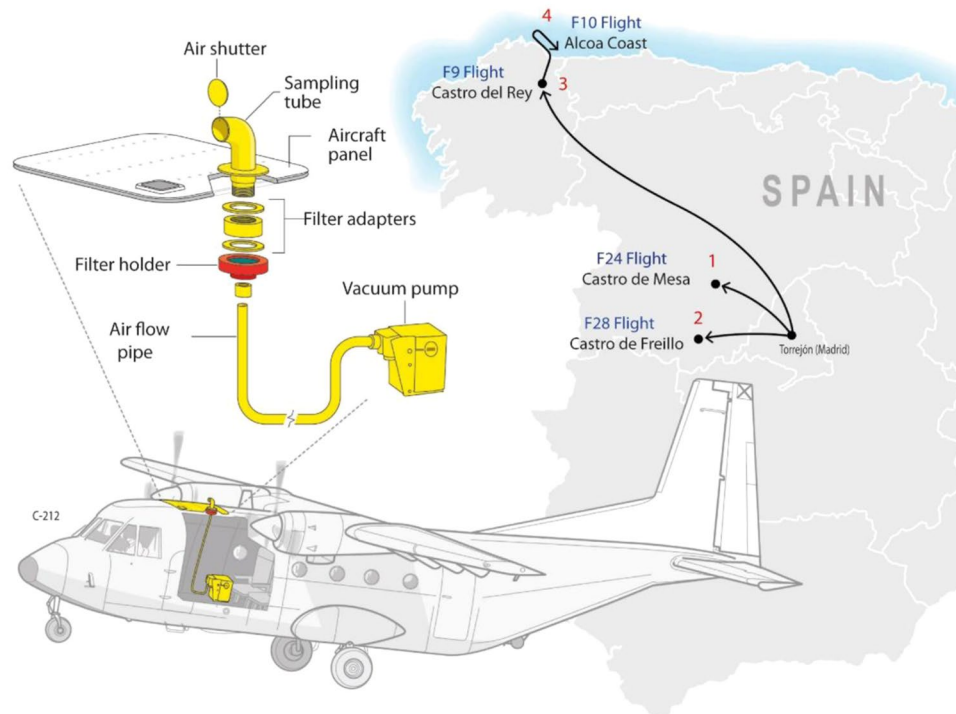 Air shutter
Sampling
tube
Aircraft
panel
Filter adapters
Filter holder
Vacuum pump
Air flow
pipe
C-212
4
F10 Flight
Alcoa Coast
F9 Flight
Castro del Rey
3
SPAIN
F24 Flight
1
Castro de Mesa
F28 Flight
2
Castro de Freillo
Torrejón (Madrid)